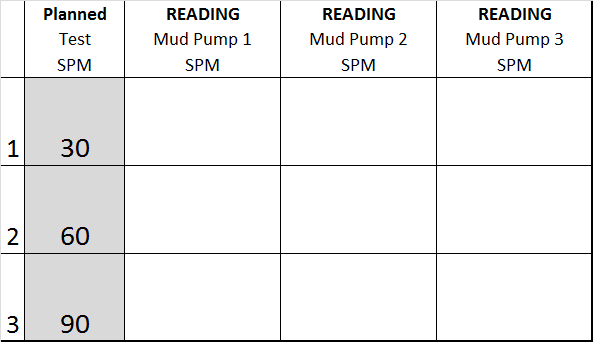 Planned READING READING READING
Test Mud Pump 1 Mud Pump 2 Mud Pump 3
SPM SPM SPM SPM
1 30
2 60
3 90